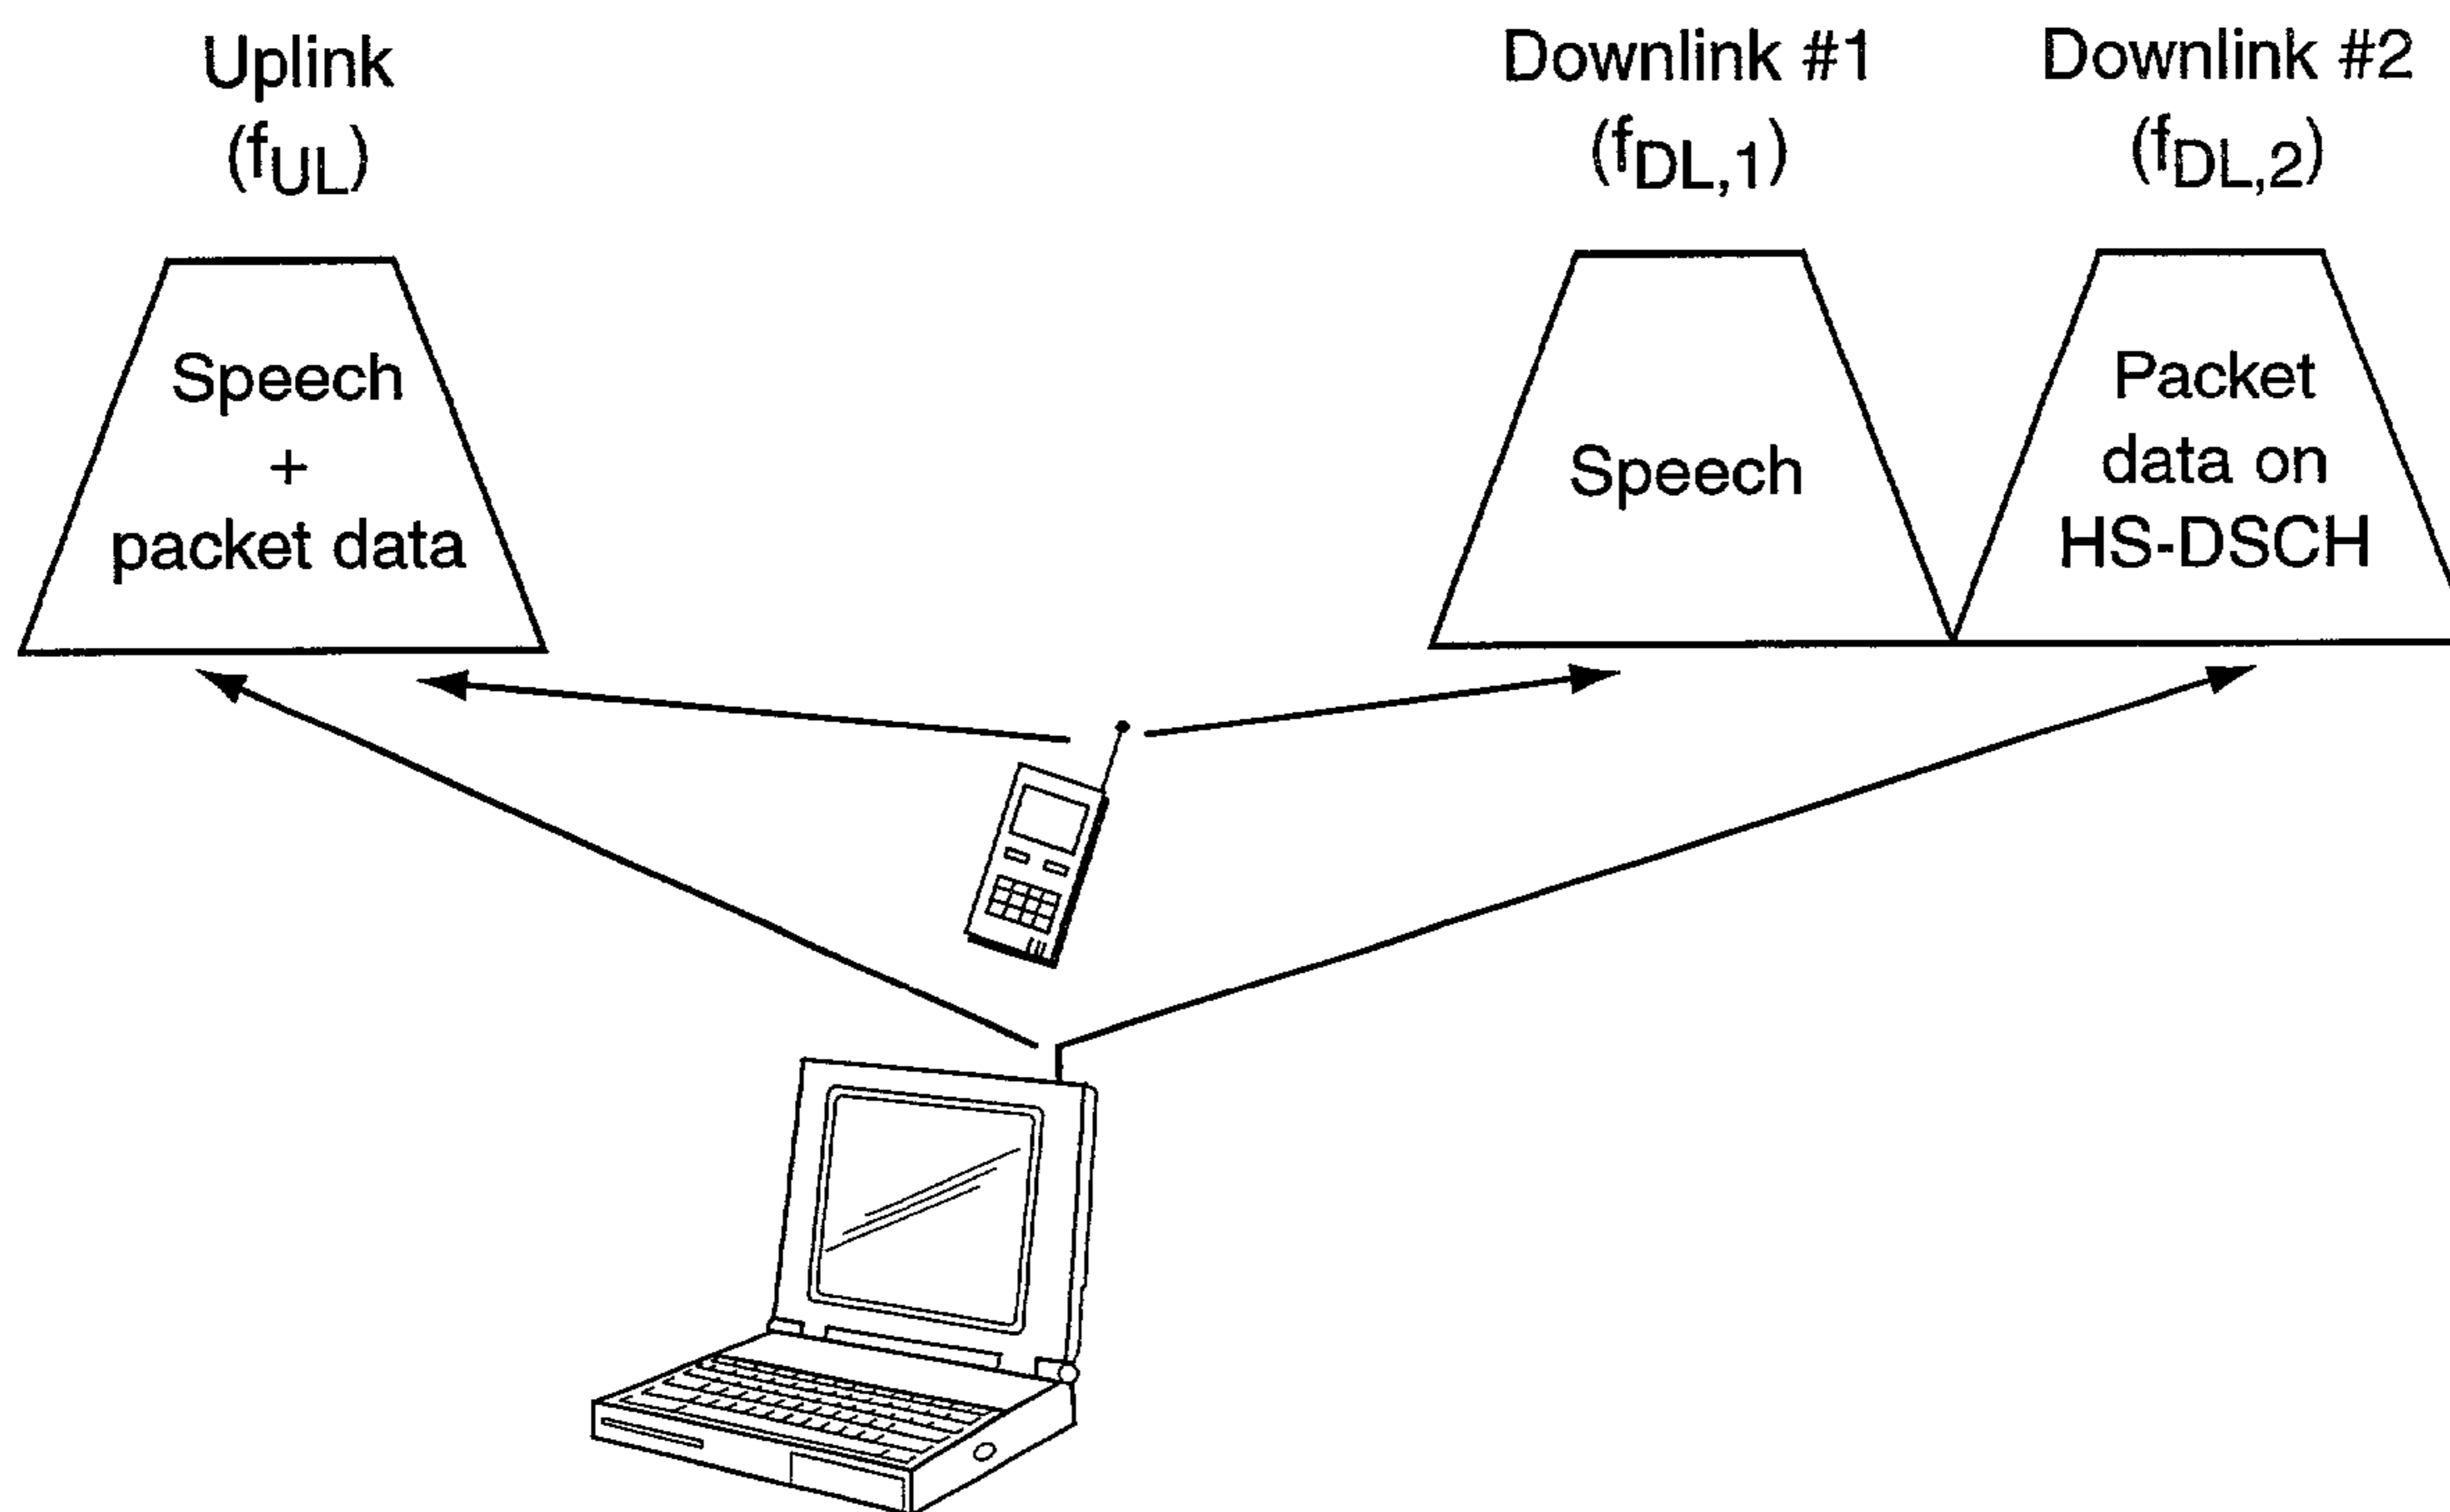 Uplink
(fUL)
Downlink #1
(fDL,1)
Downlink #2
(fDL,2)
Speech
+
packet data
Speech
Packet
data on
HS-DSCH